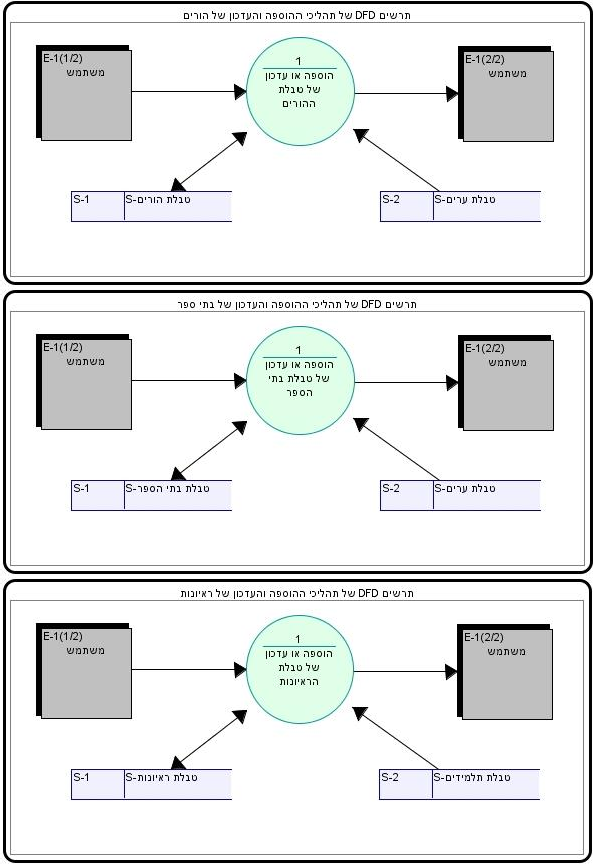 תרשים DFD של תהליכי ההוספה והעדכון של הורים
E-1(1/2)
משתמש
1
הוספה או עדכון
של טבלת
ההורים
E-1(2/2)
משתמש
S-1
S-טבלת הורים
S-2
S-טבלת ערים
תרשים DFD של תהליכי ההוספה והעדכון של בתי ספר
E-1(1/2)
משתמש
1
הוספה או עדכון
של טבלת בתי
הספר
E-1(2/2)
משתמש
S-1
S-טבלת בתי הספר
S-2
S-טבלת ערים
תרשים DFD של תהליכי ההוספה והעדכון של ראיונות
E-1(1/2)
משתמש
1
הוספה או עדכון
של טבלת
הראיונות
E-1(2/2)
משתמש
S-1
S-טבלת ראיונות
S-2
S-טבלת תלמידים